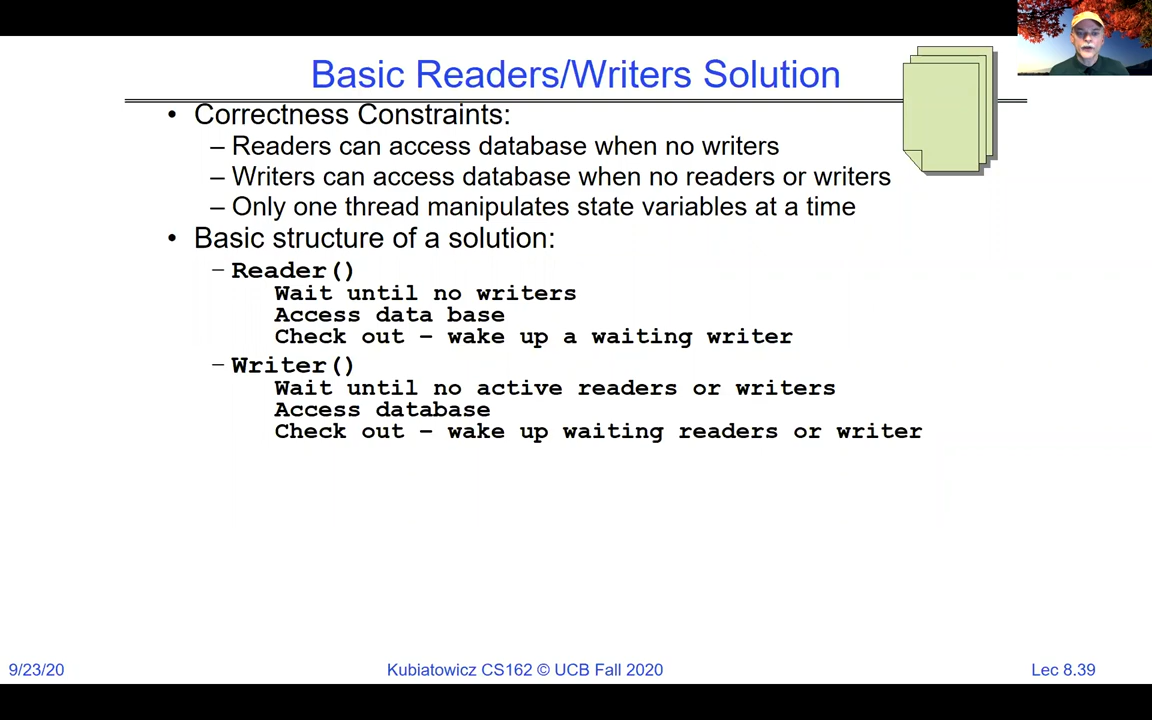 Basic Readers/Writers Solution
• Correctness Constraints:
– Readers can access database when no writers
– Writers can access database when no readers or writers
– Only one thread manipulates state variables at a time
• Basic structure of a solution:
– Reader()
Wait until no writers
Access data base
Check out – wake up a waiting writer
– Writer()
Wait until no active readers or writers
Access database
Check out – wake up waiting readers or writer
9/23/20
Kubiatowicz CS162 © UCB Fall 2020
Lec 8.39